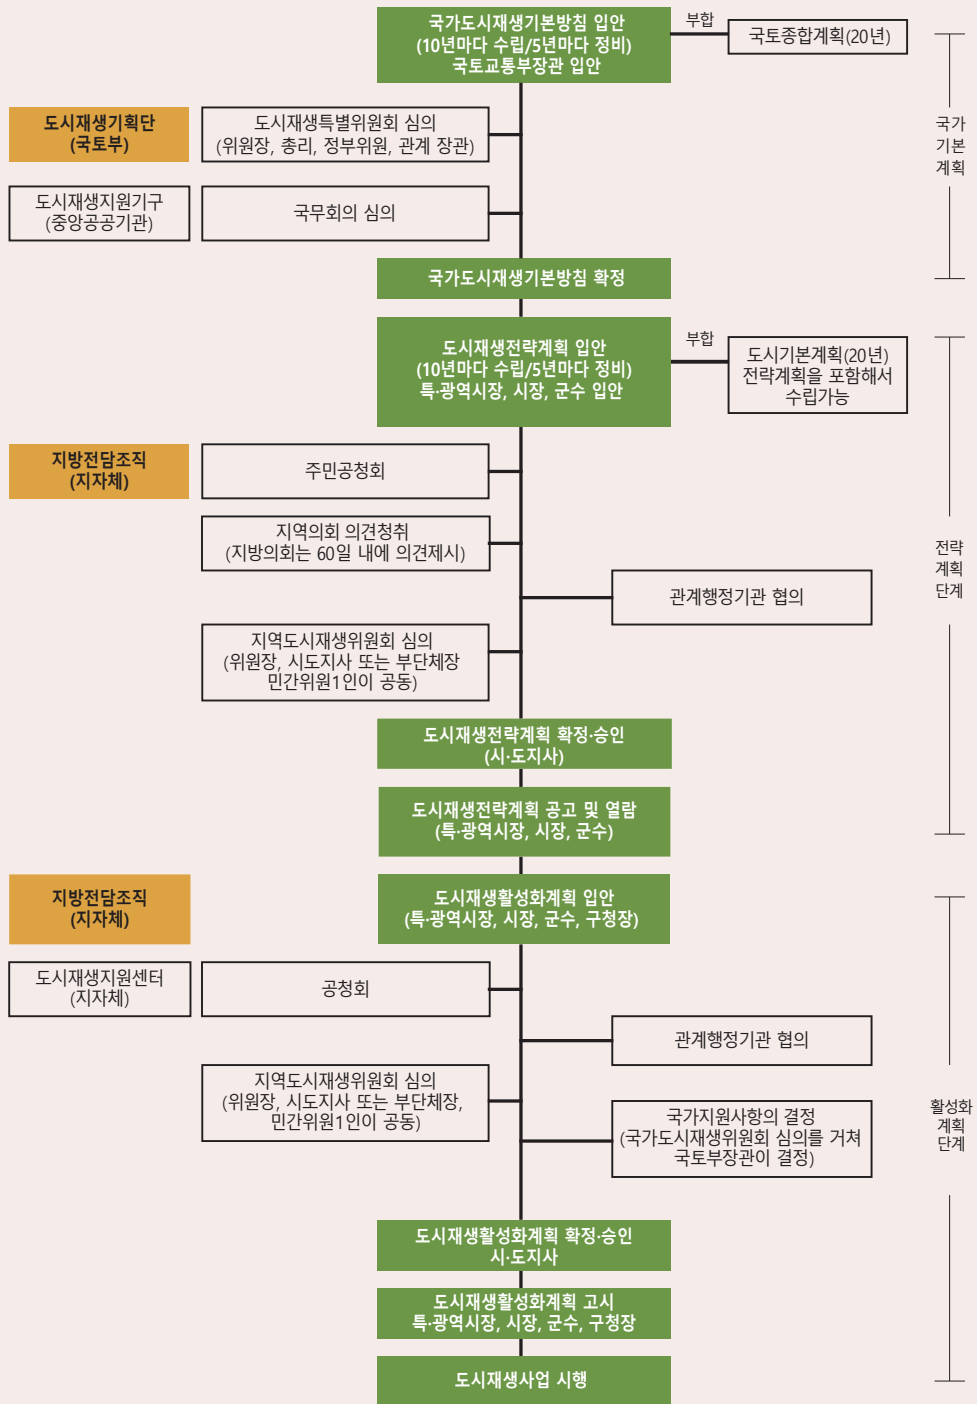 국가도시재생기본방침 입안
(10년마다 수립/5년마다 정비)
국토교통부장관 입안
부합
국토종합계획(20년)
국가
기본
계획
도시재생기획단
(국토부)
도시재생특별위원회 심의
(위원장, 총리, 정부위원, 관계 장관)
도시재생지원기구
(중앙공공기관)
국무회의 심의
국가도시재생기본방침 확정
도시재생전략계획 입안
(10년마다 수립/5년마다 정비)
특·광역시장, 시장, 군수 입안
부합
도시기본계획(20년)
전략계획을 포함해서
수립가능
지방전담조직
(지자체)
주민공청회
지역의회 의견청취
(지방의회는 60일 내에 의견제시)
전략
계획
단계
관계행정기관 협의
지역도시재생위원회 심의
(위원장, 시도지사 또는 부단체장
민간위원1인이 공동)
도시재생전략계획 확정·승인
(시·도지사)
도시재생전략계획 공고 및 열람
(특·광역시장, 시장, 군수)
지방전담조직
(지자체)
도시재생활성화계획 입안
(특·광역시장, 시장, 군수, 구청장)
도시재생지원센터
(지자체)
공청회
관계행정기관 협의
지역도시재생위원회 심의
(위원장, 시도지사 또는 부단체장,
민간위원1인이 공동)
국가지원사항의 결정
(국가도시재생위원회 심의를 거쳐
국토부장관이 결정)
활성화
계획
단계
도시재생활성화계획 확정·승인
시·도지사
도시재생활성화계획 고시
특·광역시장, 시장, 군수, 구청장
도시재생사업 시행